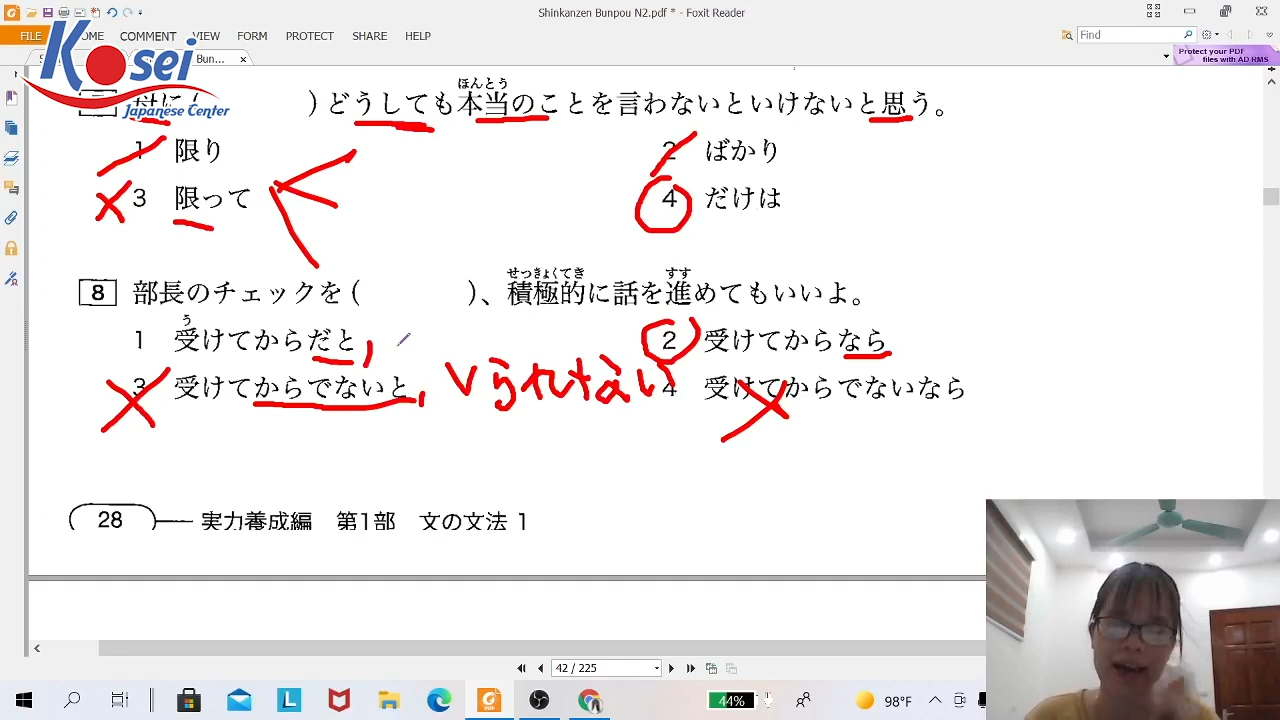 Shinkanzen Bunpou N2.pdf * - Foxit Reader
FILE OME COMMENT VIEW FORM PROTECT SHARE HELP
Find
Bun...
Protect your PDF
files with AD RMS
Kosei
Japanese Center
ほんとう
)どうしても本当のことを言わないといけないと思う。
1 限り 2 ばかり
3 限って 4 だけは
せっきょくてき すす
8 部長のチェックを( )、積極的に話を進めてもいいよ。
う
1 受けてからだと, 2 受けてからなら
3 受けてからでないと, いられない 4 受けてからでないなら
28 実力養成編 第1部 文の文法 1
42 / 225
44%
98°F